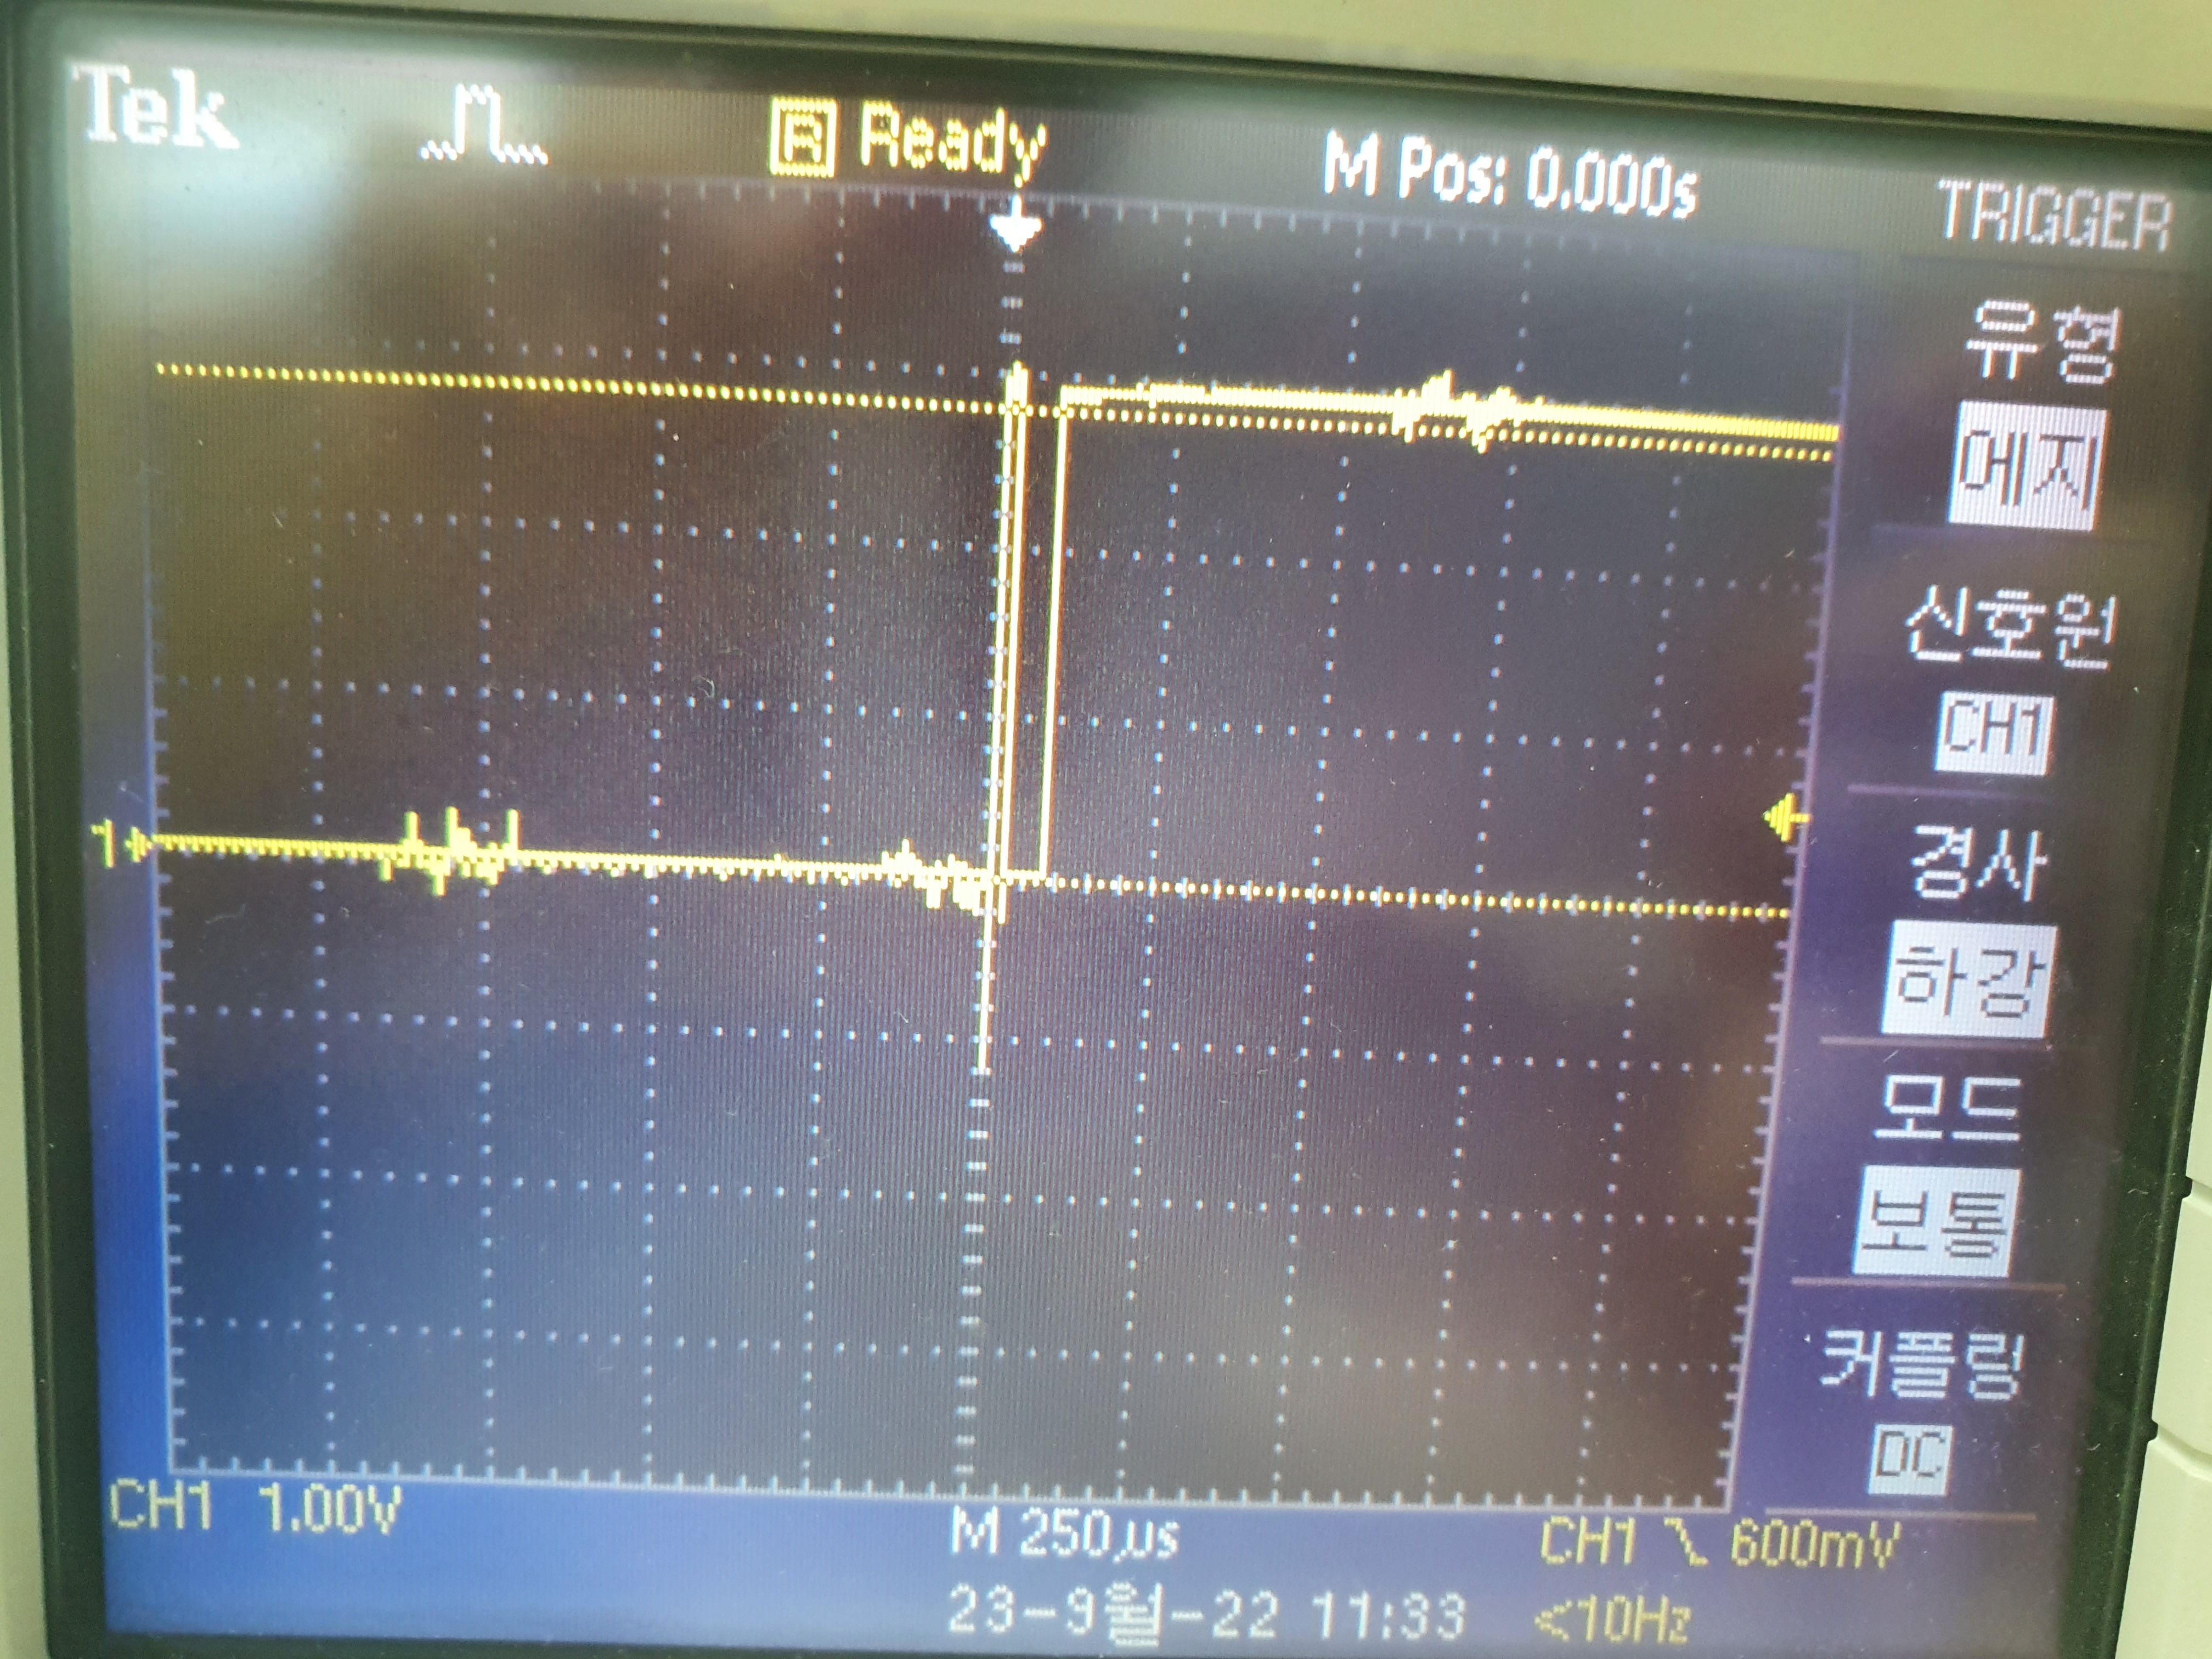 Tek R Ready M Pos: 0.000s
TRIGGER
유형
에지
신호원
CH1
경사
하강
모드
보통
커플링
DC
1
CH1 1.00V M 250µs CH1 600mV
23-9월-22 11:33 <10Hz